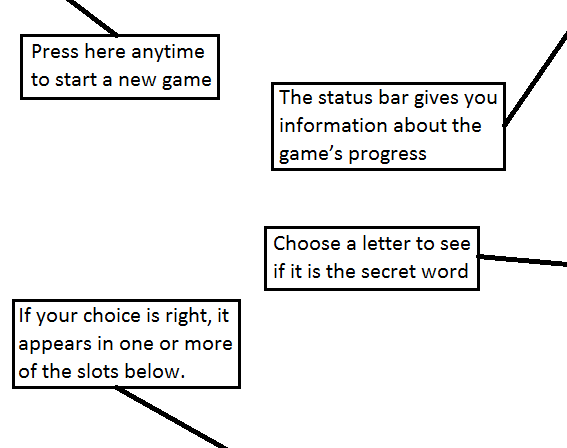 Press here anytime
to start a new game
The status bar gives you
information about the
game’s progress
Choose a letter to see
if it is the secret word
If your choice is right, it
appears in one or more
of the slots below.